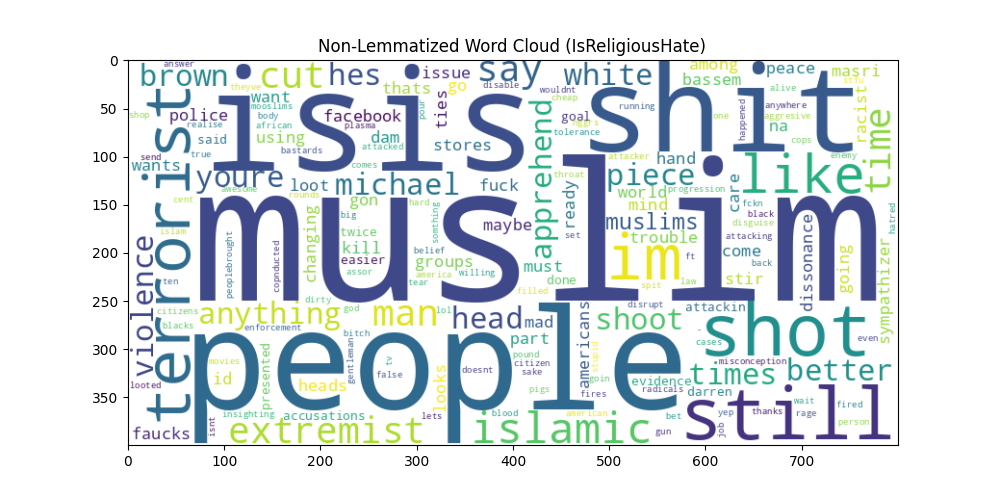 Non-Lemmatized Word Cloud (IsReligiousHate)
0
50
100
150
200
250
300
350
0 100 200 300 400 500 600 700
answer
brown
cut
hes
issue
say
white
among
peace
masri
theyve
thats
go
disable
wouldnt
bassem
alive
stfu
want
mooslims
isis
ties
pour
cheap
running
shit
racists
shop
police
body
facebook
goal
one
happened
anywhere
aggresive
time
realise
african
plasma
said
using
dam
stores
apprehend
tolerance
na
cops
true
bastards
attacked
send
wants
comes
attacker
hand
enemy
terrorist
youre
loot
michael
fuck
throat
piece
like
awesome
rounds
ready
world
progression
care
fckn
cent
changing
gon
hard
somthing
mind
black
hatred
big
muslim
maybe
set
muslims
disguise
islam
twice
belief
trouble
attacking
dissonance
going
peoplebrought
copnducted
kill
easier
groups
im
ft
come
back
sympathizer
violence
assor
america
willing
must
done
ten
tear
filled
spit
law
stir
dirty
citizens
anything
god
man
lol
head
mad
americans
disrupt
attackin
shoot
shot
blacks
enforcement
bitch
part
even
cases
people
movies
presented
gentleman
tv
pound
citizen
stupid
misconception
looted
id
heads
false
looks
doesnt
sake
goin
evidence
times
better
pigs
fires
radicals
darren
insighting
accusations
lets
blood
american
bet
still
yep
thanks
wait
rage
fired
person
job
faucks
isnt
extremist
islamic
gun